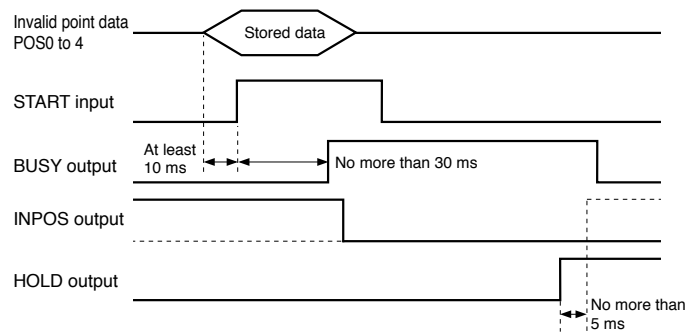 Invalid point data
POS0 to 4
Stored data
START input
At least
10 ms
BUSY output
No more than 30 ms
INPOS output
HOLD output
No more than
5 ms